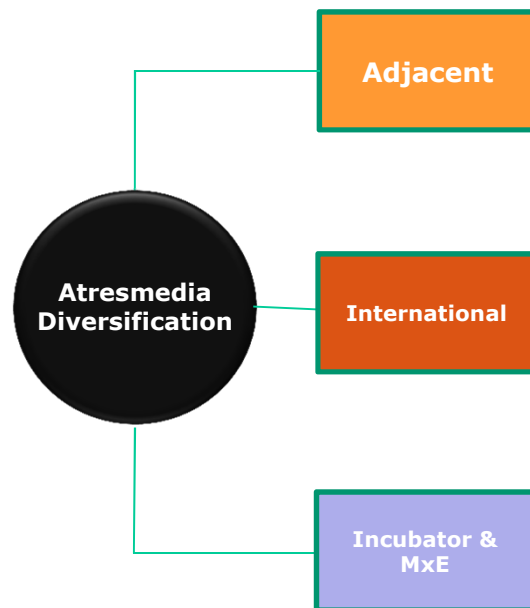 Adjacent
Atresmedia
Diversification
International
Incubator &
MxE